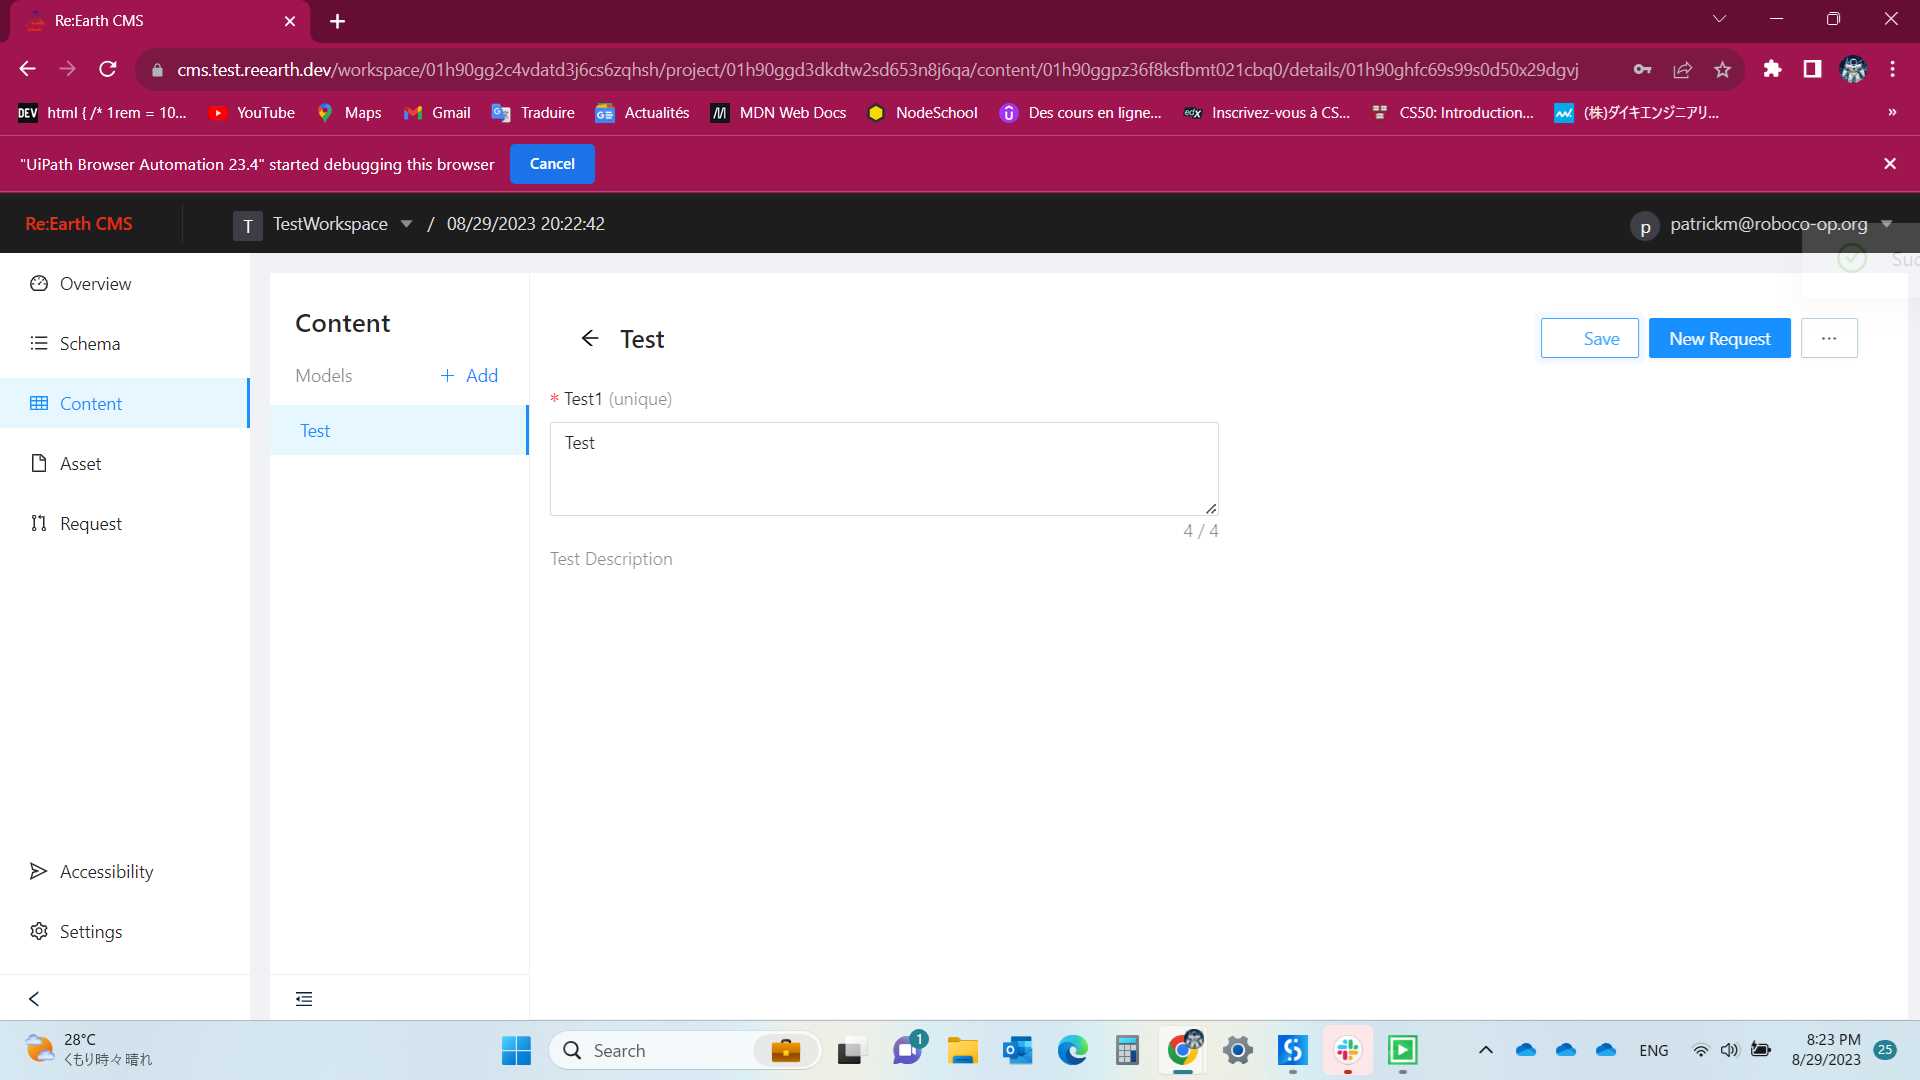 Re:Earth CMS
cms.test.reearth.dev/workspace/01h90gg2c4vdatd3j6cs6zqhsh/project/01h90ggd3dkdtw2sd653n8j6qa/content/01h90ggpz36f8ksfbmt021cbq0/details/01h90ghfc69s99s0d50x29dgvj
DEV html { /* 1rem = 10... YouTube Maps Gmail Traduire Actualités MDN Web Docs NodeSchool Des cours en ligne... edX Inscrivez-vous à CS... CS50: Introduction... (株)ダイキエンジニアリ... »
"UiPath Browser Automation 23.4" started debugging this browser Cancel
Re:Earth CMS T TestWorkspace / 08/29/2023 20:22:42 p patrickm@roboco-op.org
Suc
Overview
Schema
Content
Asset
Request
Accessibility
Settings
Content
Models + Add
Test
Test
Save New Request ...
* Test1 (unique)
Test
4 / 4
Test Description
28°C
くもり時々晴れ
Search
1
ENG
8:23 PM
8/29/2023
25